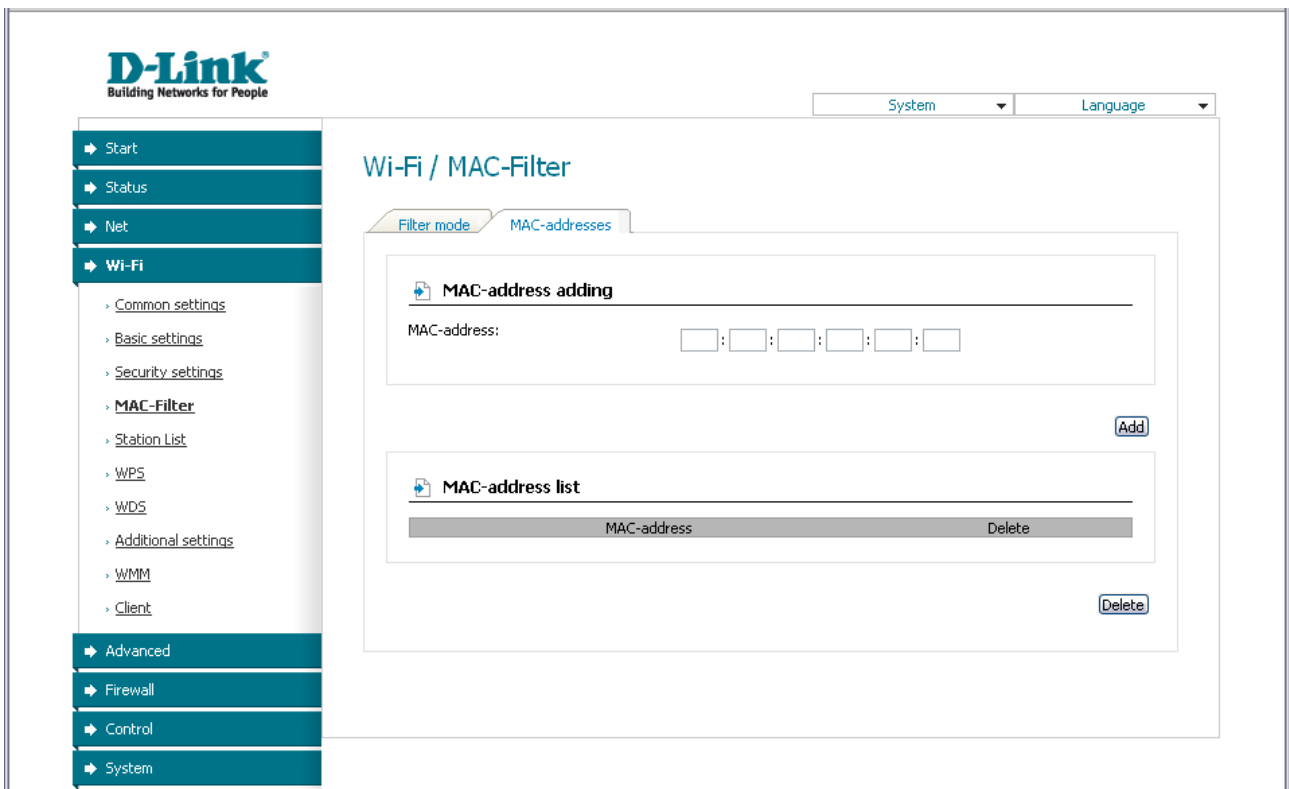 D-Link
Building Networks for People
System Language
Start
Status
Net
Wi-Fi
Common settings
Basic settings
Security settings
MAC-Filter
Station List
WPS
WDS
Additional settings
WMM
Client
Advanced
Firewall
Control
System
Wi-Fi / MAC-Filter
Filter mode MAC-addresses
MAC-address adding
MAC-address: : : : : :
Add
MAC-address list
MAC-address Delete
Delete